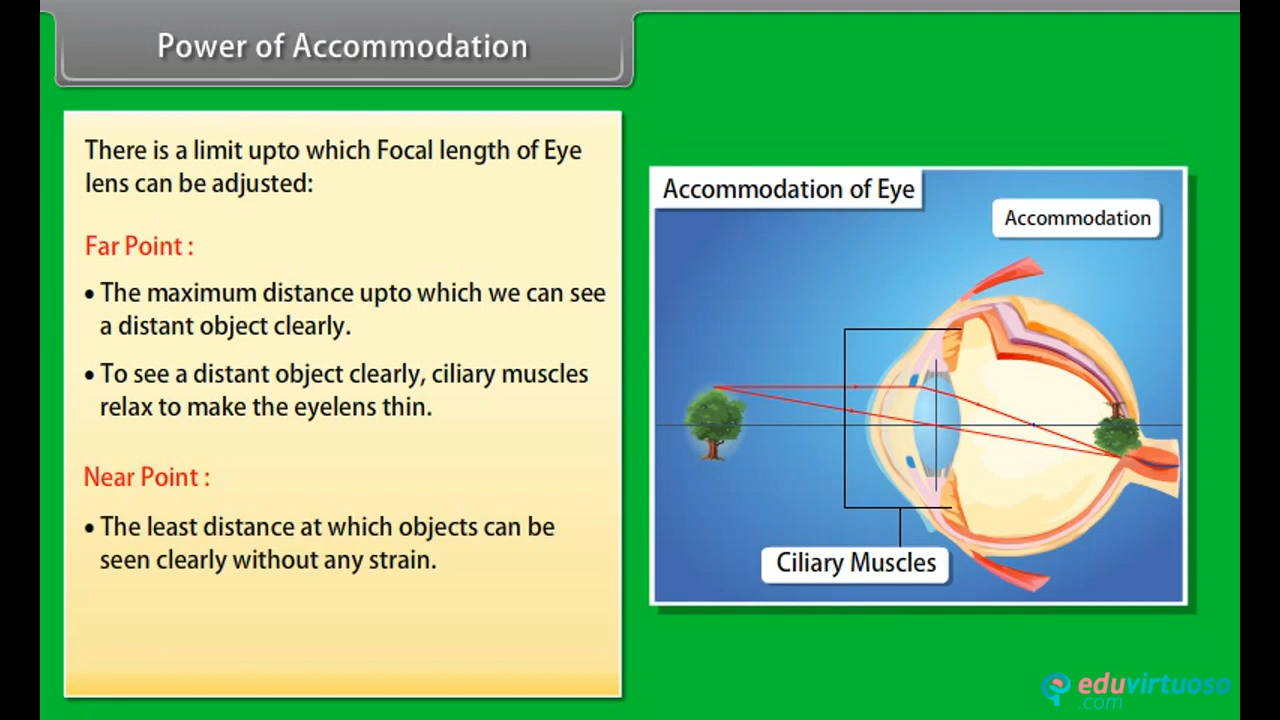 Power of Accommodation
There is a limit upto which Focal length of Eye
lens can be adjusted:
Far Point :
• The maximum distance upto which we can see
a distant object clearly.
• To see a distant object clearly, ciliary muscles
relax to make the eyelens thin.
Near Point :
• The least distance at which objects can be
seen clearly without any strain.
Accommodation of Eye
Accommodation
Ciliary Muscles
eduvirtuoso
.com